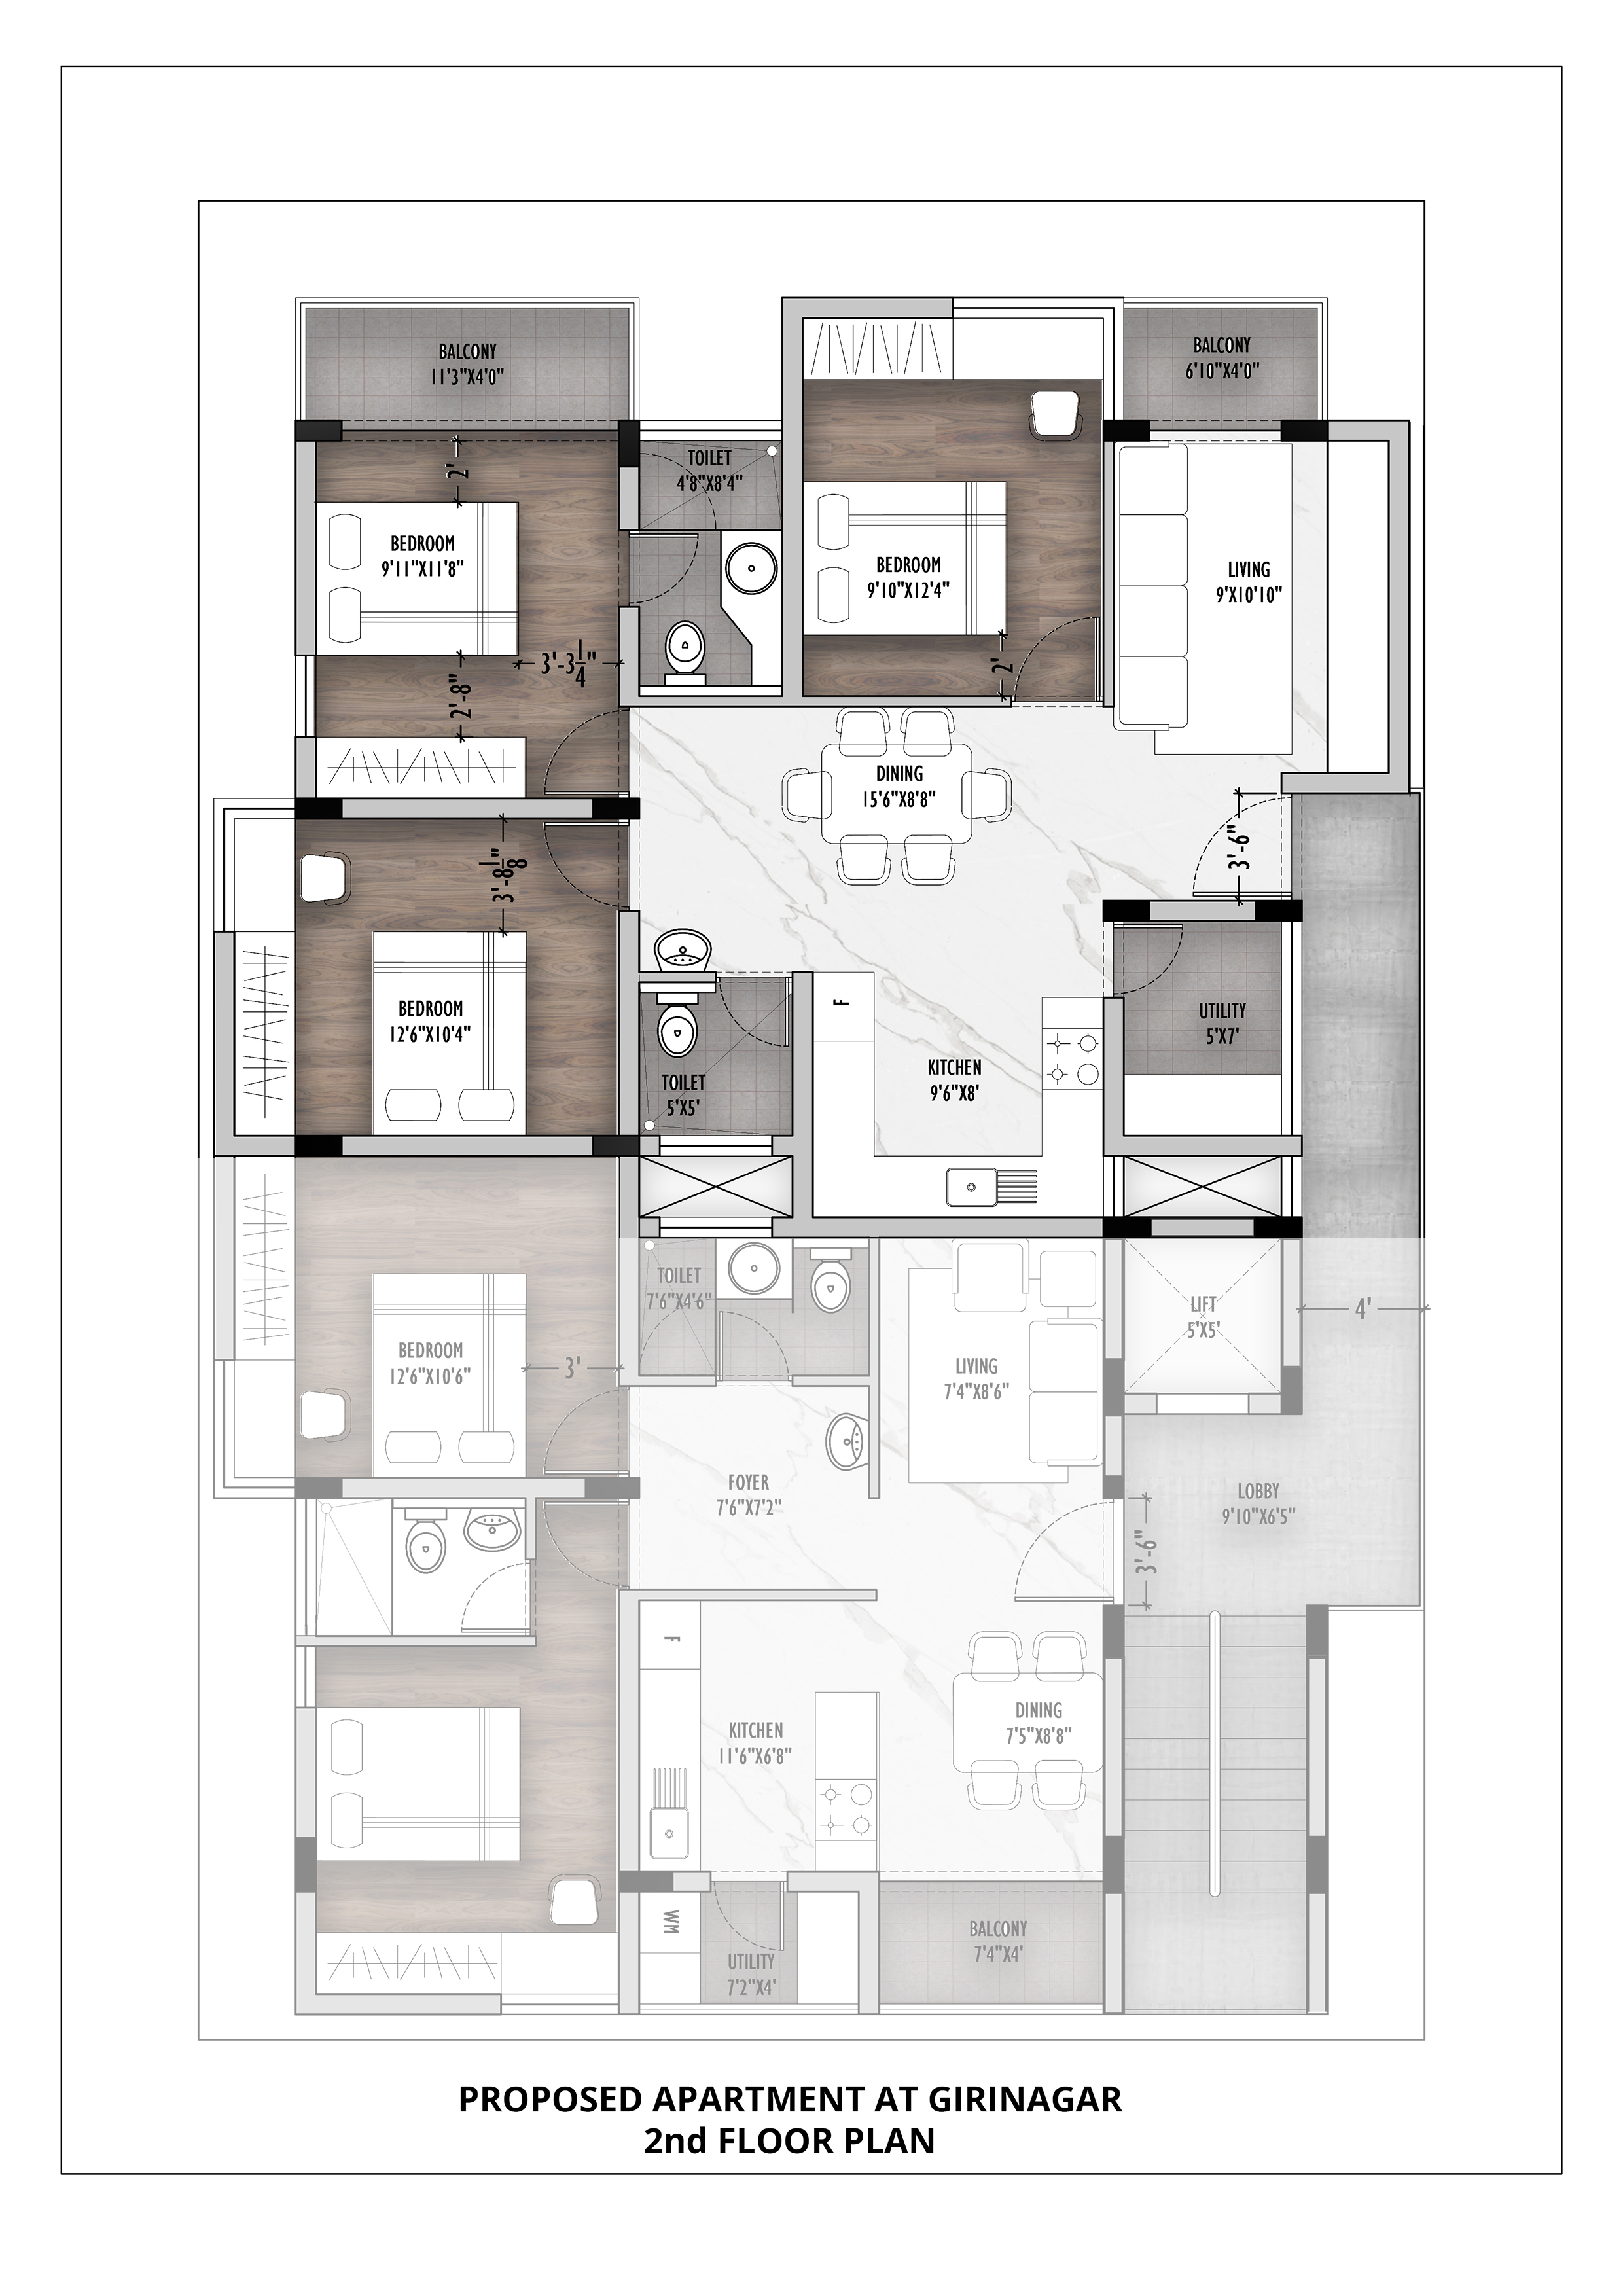 BALCONY
11'3"X4'0"
BALCONY
6'10"X4'0"
TOILET
4'8"X8'4"
2'
BEDROOM
9'11"X11'8"
BEDROOM
9'10"X12'4"
LIVING
9'X10'10"
3'-3 1/4"
2'-8"
2'
DINING
15'6"X8'8"
3'-6"
3'-8 1/8"
BEDROOM
12'6"X10'4"
F
UTILITY
5'X7'
KITCHEN
9'6"X8'
TOILET
5'X5'
TOILET
7'6"X4'6"
LIFT
5'X5'
4'
BEDROOM
12'6"X10'6"
3'
LIVING
7'4"X8'6"
FOYER
7'6"X7'2"
LOBBY
9'10"X6'5"
3'-6"
F
KITCHEN
11'6"X6'8"
DINING
7'5"X8'8"
WM
UTILITY
7'2"X4'
BALCONY
7'4"X4'
PROPOSED APARTMENT AT GIRINAGAR
2nd FLOOR PLAN